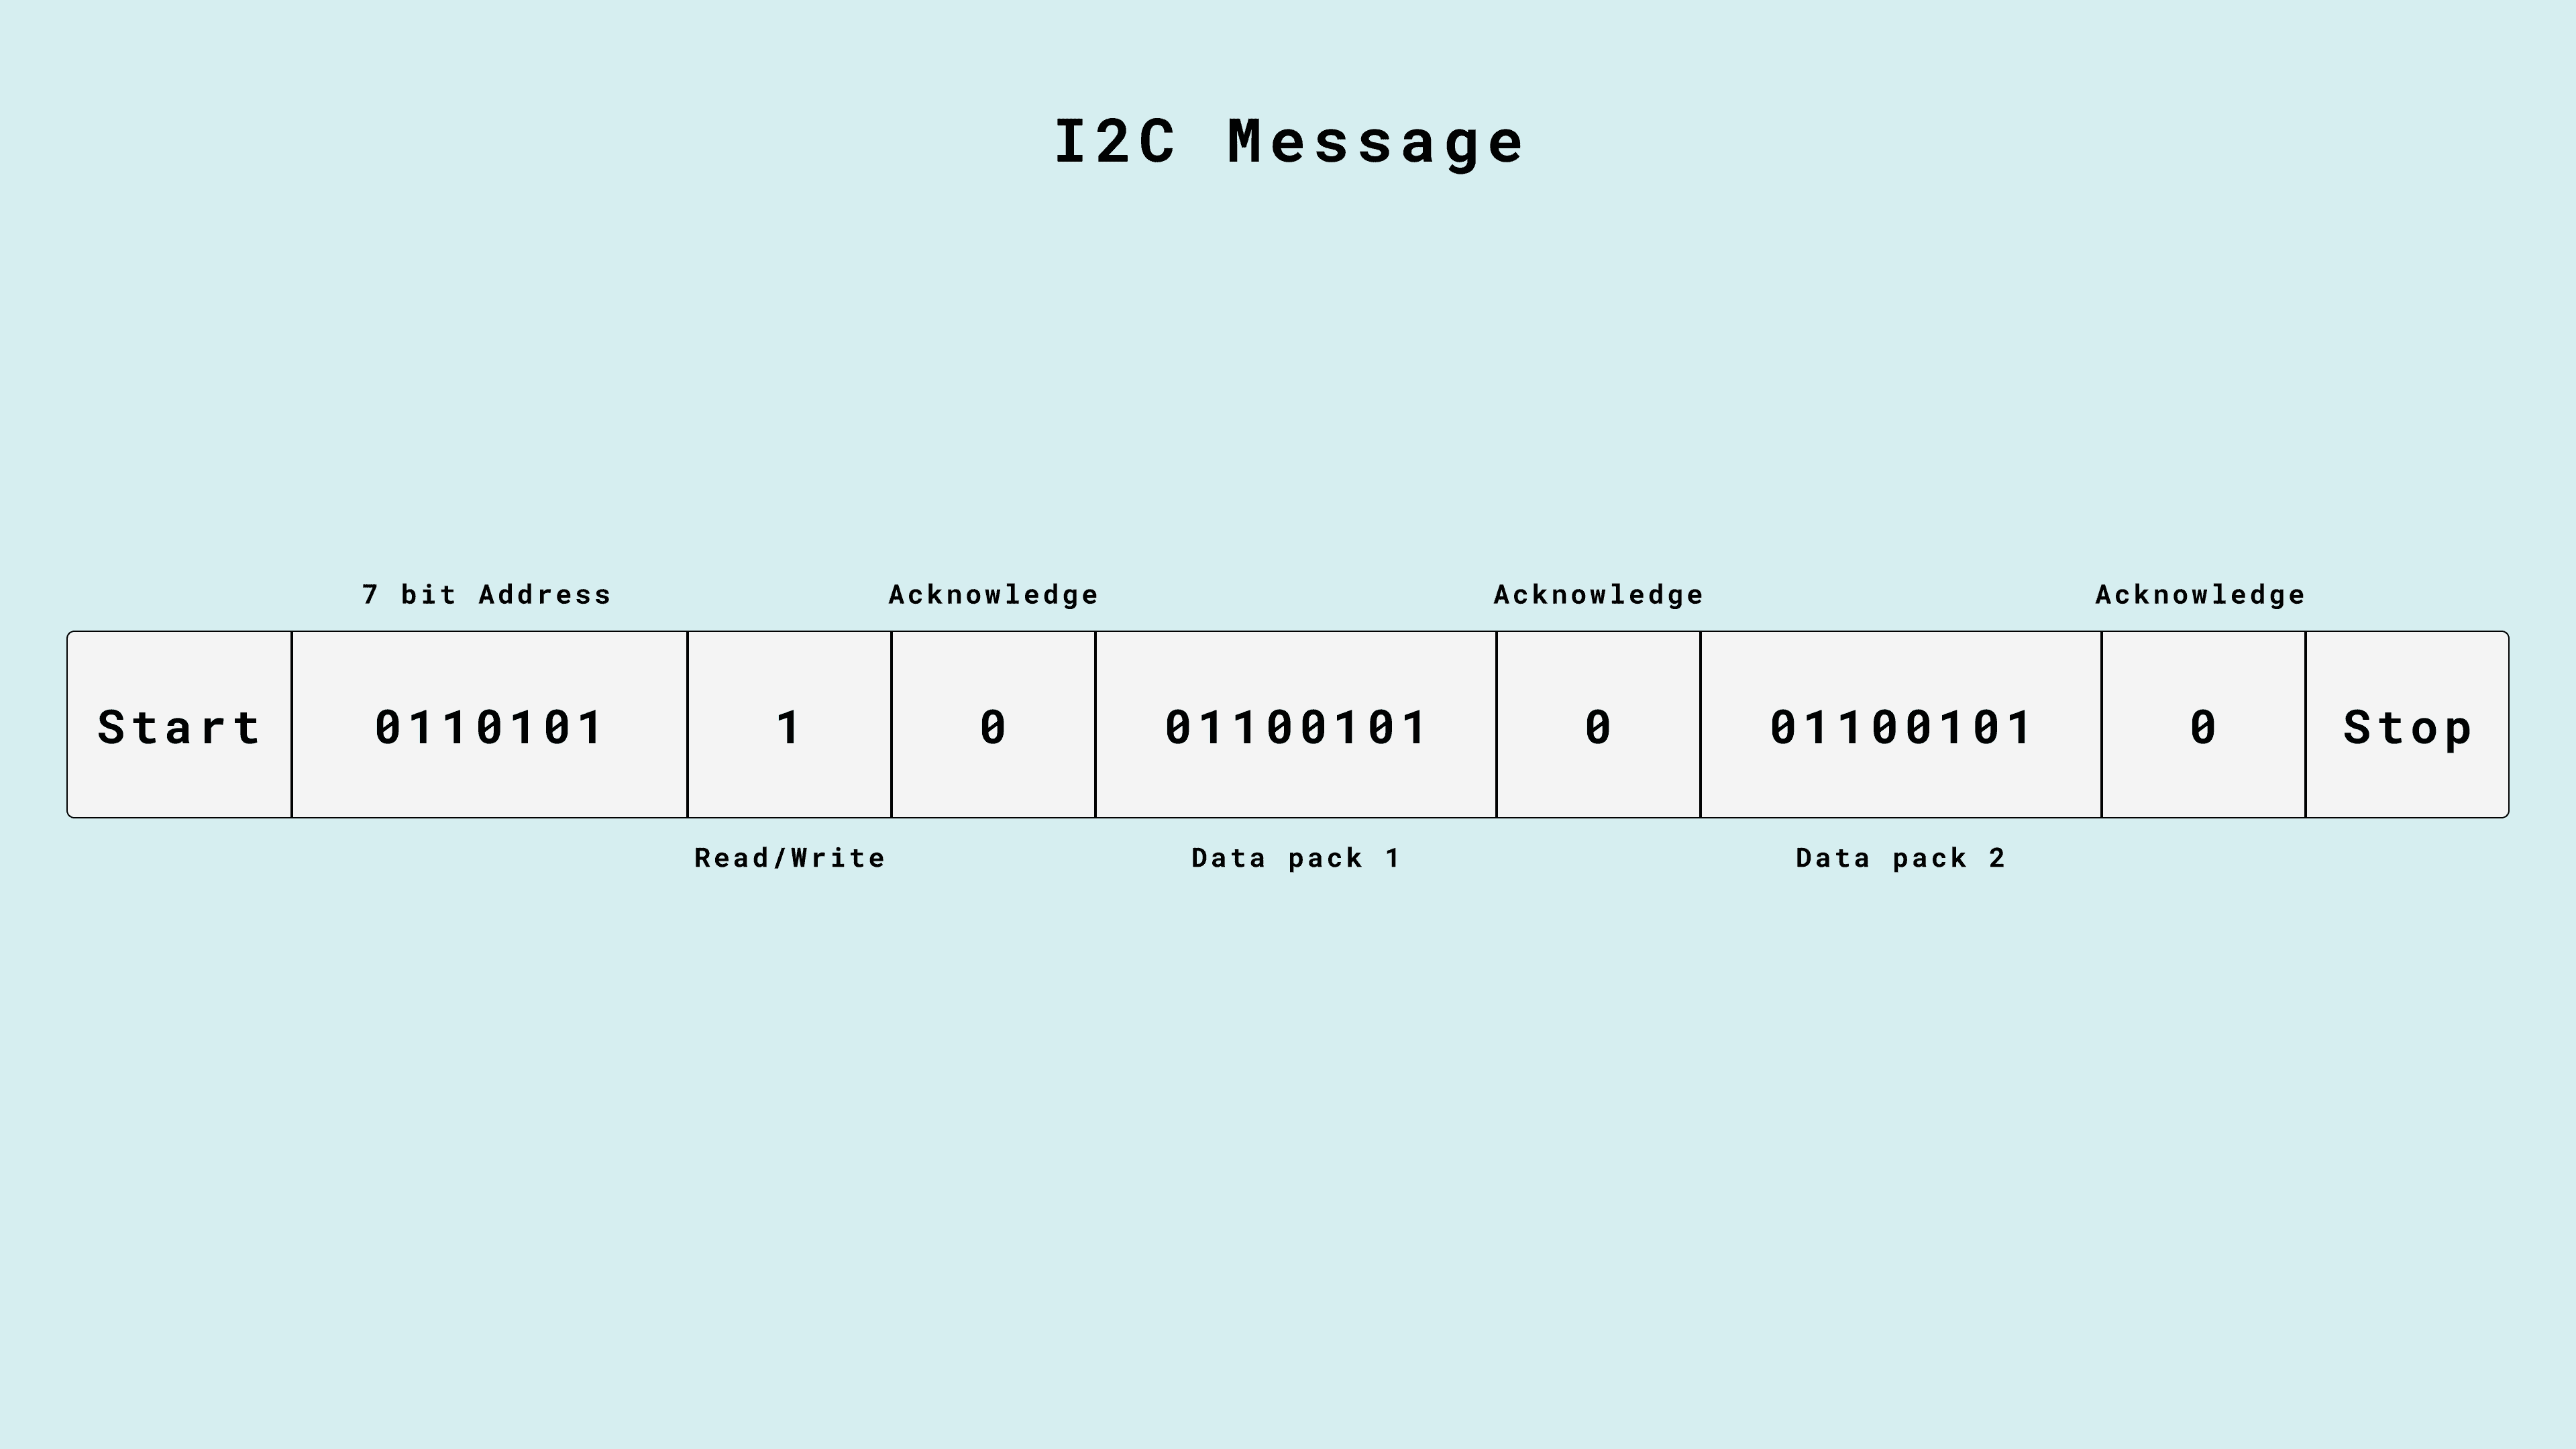 I2C Message
7 bit Address Acknowledge Acknowledge Acknowledge
Start 0110101 1 0 01100101 0 01100101 0 Stop
Read/Write Data pack 1 Data pack 2